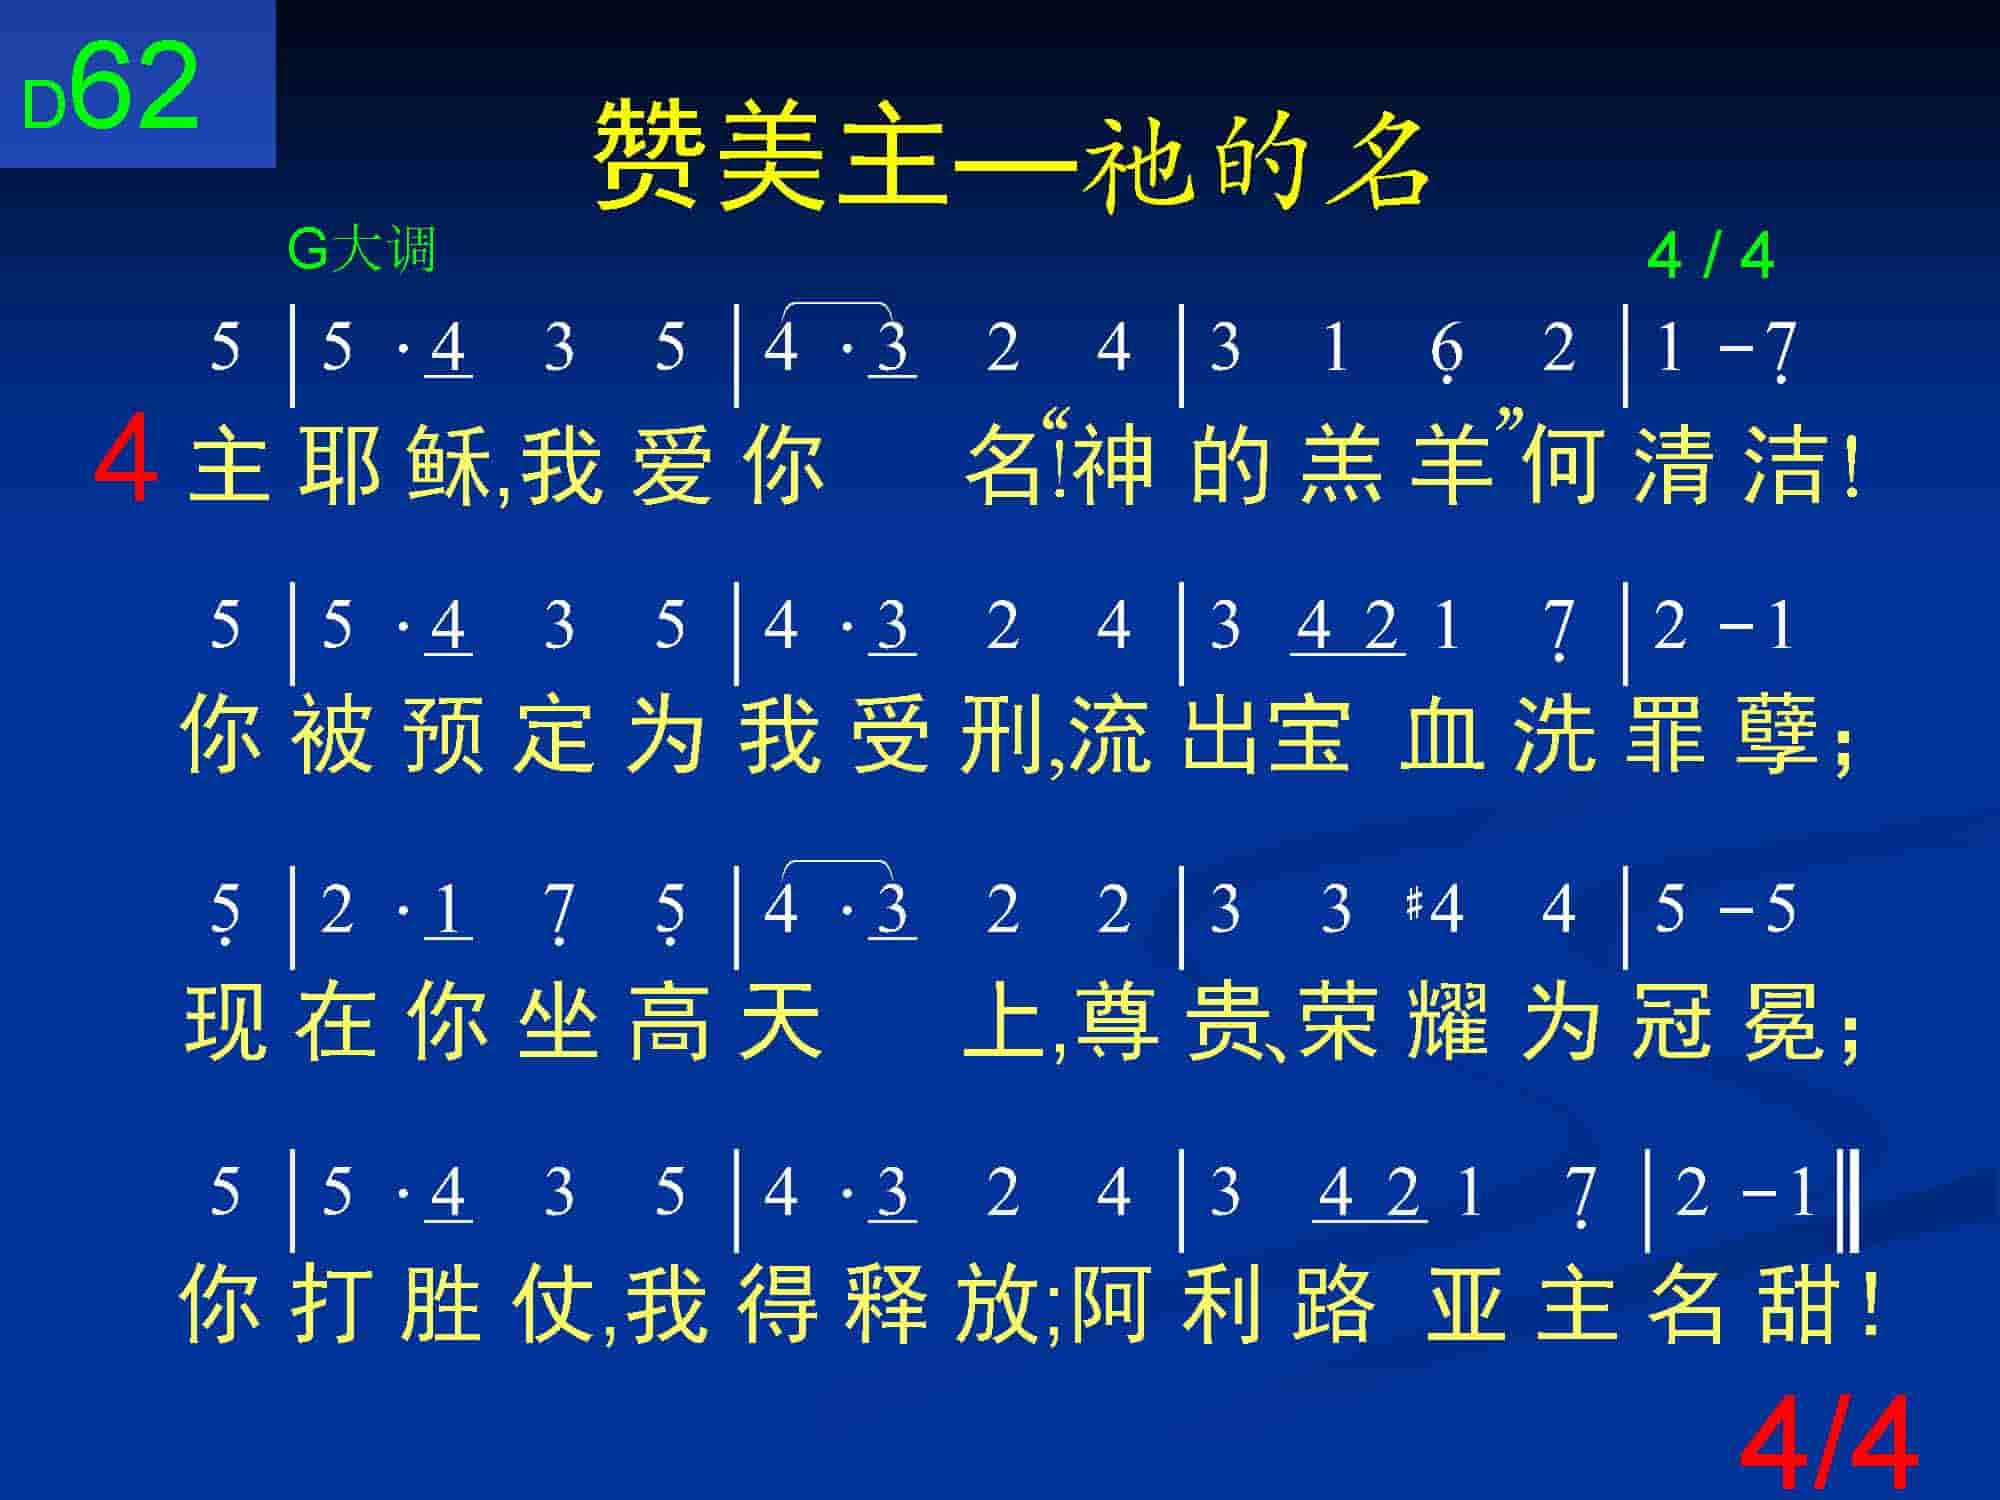 D62
赞美主—祂的名
G大调 4/4
5 | 5 · 4 3 5 | 4 · 3 2 4 | 3 1 6̣ 2 | 1 - 7̣
4 主耶稣,我爱你 名!“神的羔羊”何清洁!
5 | 5 · 4 3 5 | 4 · 3 2 4 | 3 4 2 1 7̣ | 2 - 1
你被预定为我受刑,流出宝血洗罪孽;
5̣ | 2 · 1 7̣ 5̣ | 4 · 3 2 2 | 3 3 #4 4 | 5 - 5
现在你坐高天 上,尊贵、荣耀为冠冕;
5 | 5 · 4 3 5 | 4 · 3 2 4 | 3 4 2 1 7̣ | 2 - 1 ‖
你打胜仗,我得释放;阿利路亚主名甜!
4/4